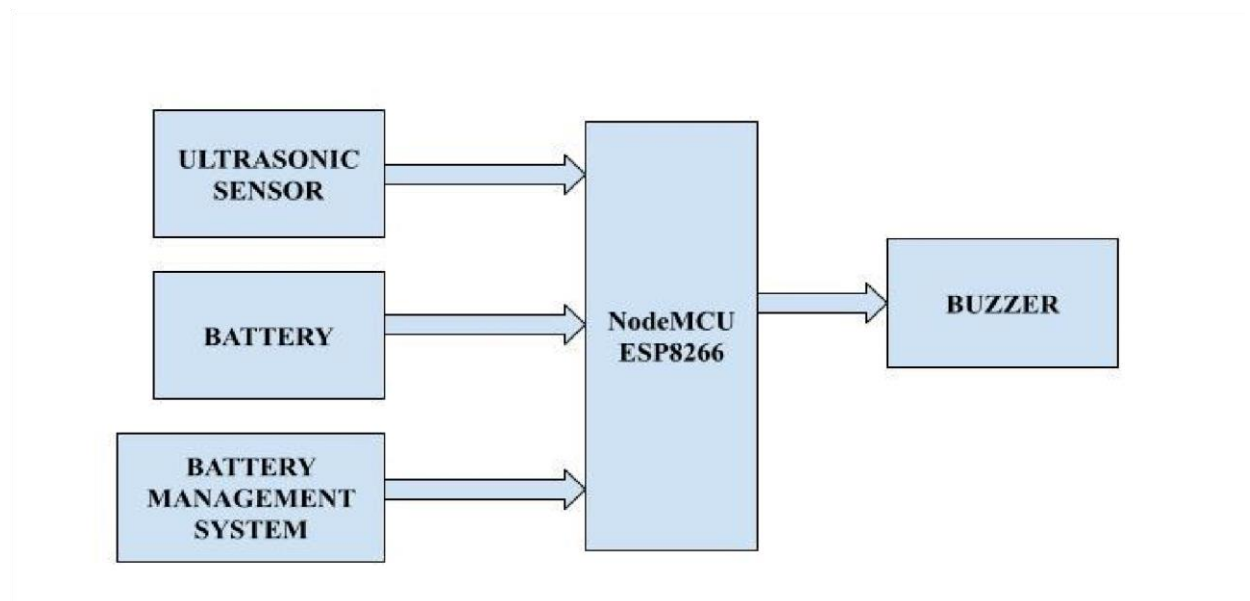 ULTRASONIC
SENSOR
BATTERY
BATTERY
MANAGEMENT
SYSTEM
NodeMCU
ESP8266
BUZZER